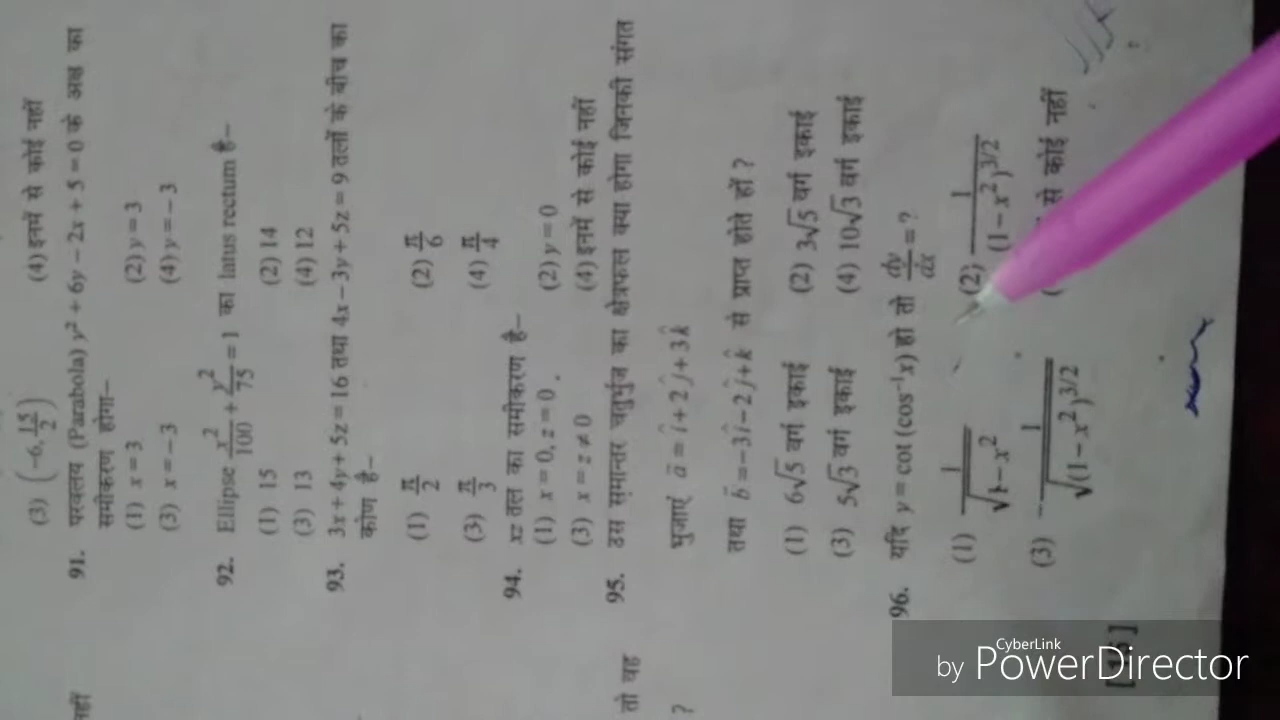 (3) (−6, 15/2)
(4) इनमें से कोई नहीं
91. परवलय (Parabola) y² + 6y − 2x + 5 = 0 के अक्ष का
समीकरण होगा–
(1) x = 3 (2) y = 3
(3) x = − 3 (4) y = − 3
92. Ellipse x²/100 + y²/75 = 1 का latus rectum है–
(1) 15 (2) 14
(3) 13 (4) 12
93. 3x + 4y + 5z = 16 तथा 4x − 3y + 5z = 9 तलों के बीच का
कोण है–
(1) π/2 (2) π/6
(3) π/3 (4) π/4
94. xz तल का समीकरण है–
(1) x = 0, z = 0 (2) y = 0
(3) x = z ≠ 0 (4) इनमें से कोई नहीं
95. उस समान्तर चतुर्भुज का क्षेत्रफल क्या होगा जिनकी संगत
भुजाएं a⃗ = î + 2ĵ + 3k̂
तथा b⃗ = −3î − 2ĵ + k̂ से प्राप्त होते हों ?
(1) 6√5 वर्ग इकाई (2) 3√5 वर्ग इकाई
(3) 5√3 वर्ग इकाई (4) 10√3 वर्ग इकाई
96. यदि y = cot (cos⁻¹x) हो तो dy/dx = ?
(1) 1/√(1 − x²) (2) 1/(1 − x²)^3/2
(3) 1/√(1 − x²)^3/2 से कोई नहीं
तो वह
?
CyberLink
by PowerDirector